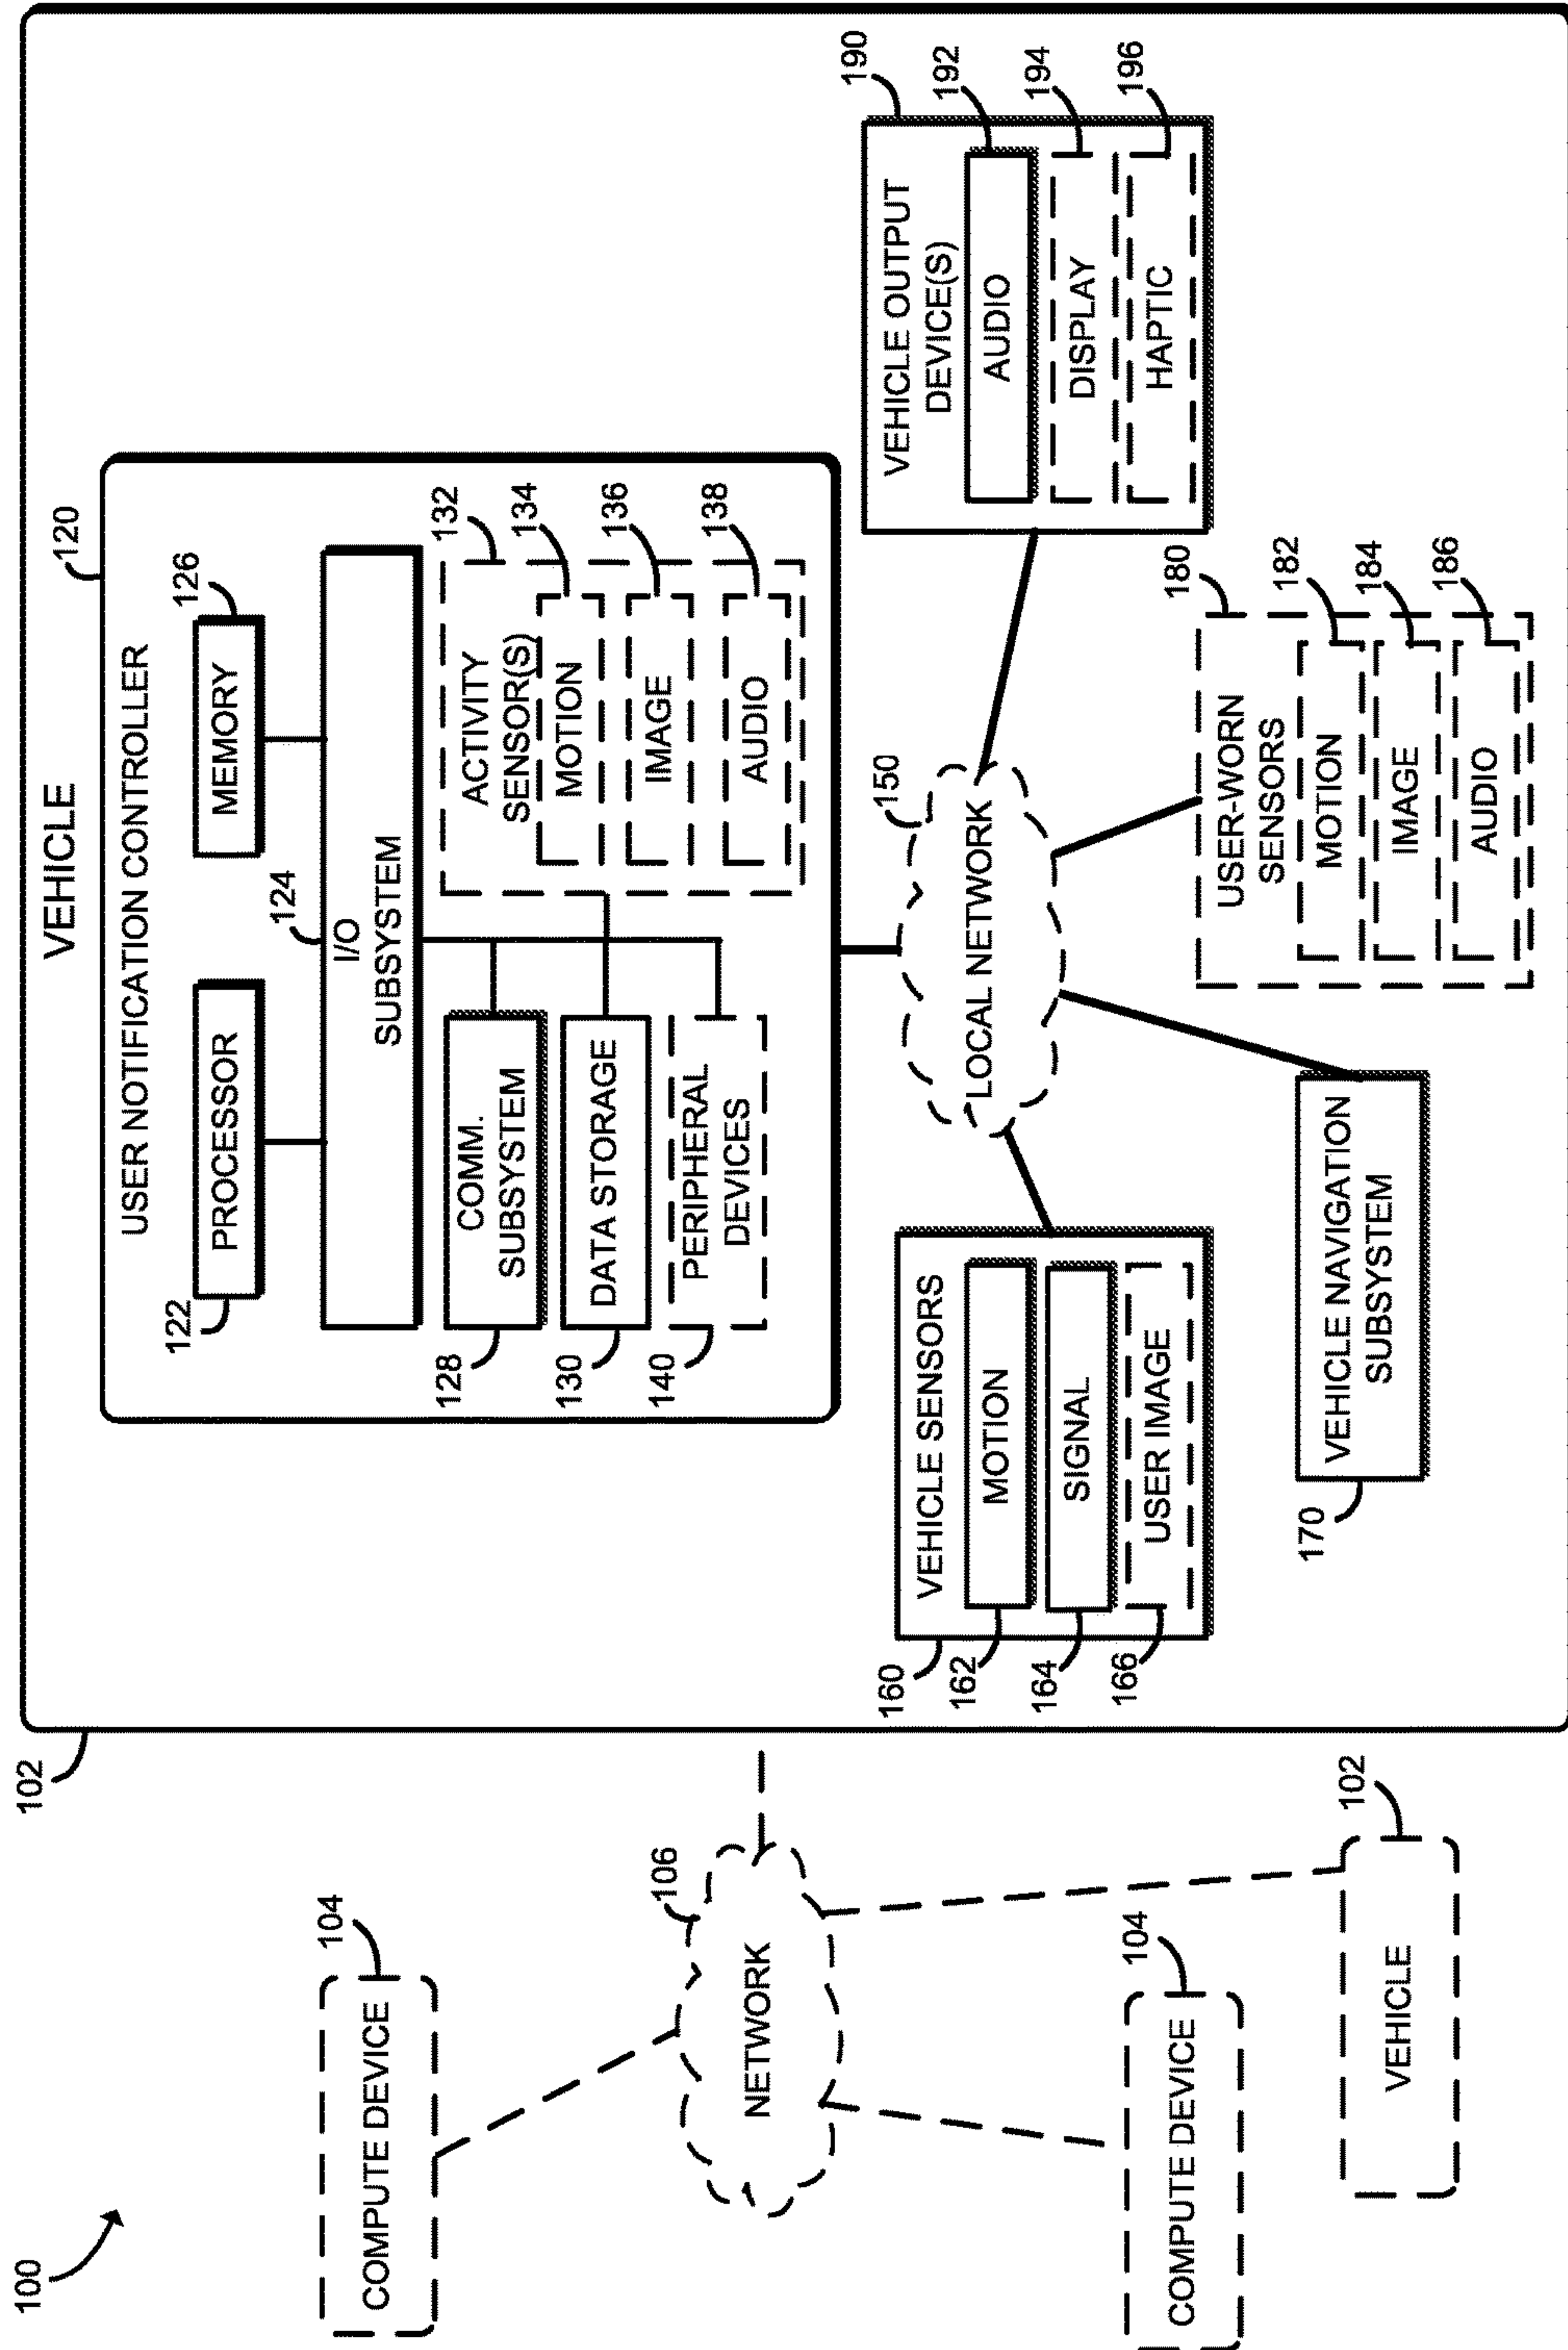 100
COMPUTE DEVICE
104
106
NETWORK
COMPUTE DEVICE
104
VEHICLE
102
102
VEHICLE
120
USER NOTIFICATION CONTROLLER
PROCESSOR
122
MEMORY
126
124
I/O
SUBSYSTEM
COMM.
SUBSYSTEM
128
DATA STORAGE
130
PERIPHERAL
DEVICES
140
ACTIVITY
SENSOR(S)
132
MOTION
134
IMAGE
136
AUDIO
138
150
LOCAL NETWORK
VEHICLE SENSORS
160
MOTION
162
SIGNAL
164
USER IMAGE
166
VEHICLE NAVIGATION
SUBSYSTEM
170
USER-WORN
SENSORS
180
MOTION
182
IMAGE
184
AUDIO
186
VEHICLE OUTPUT
DEVICE(S)
190
AUDIO
192
DISPLAY
194
HAPTIC
196